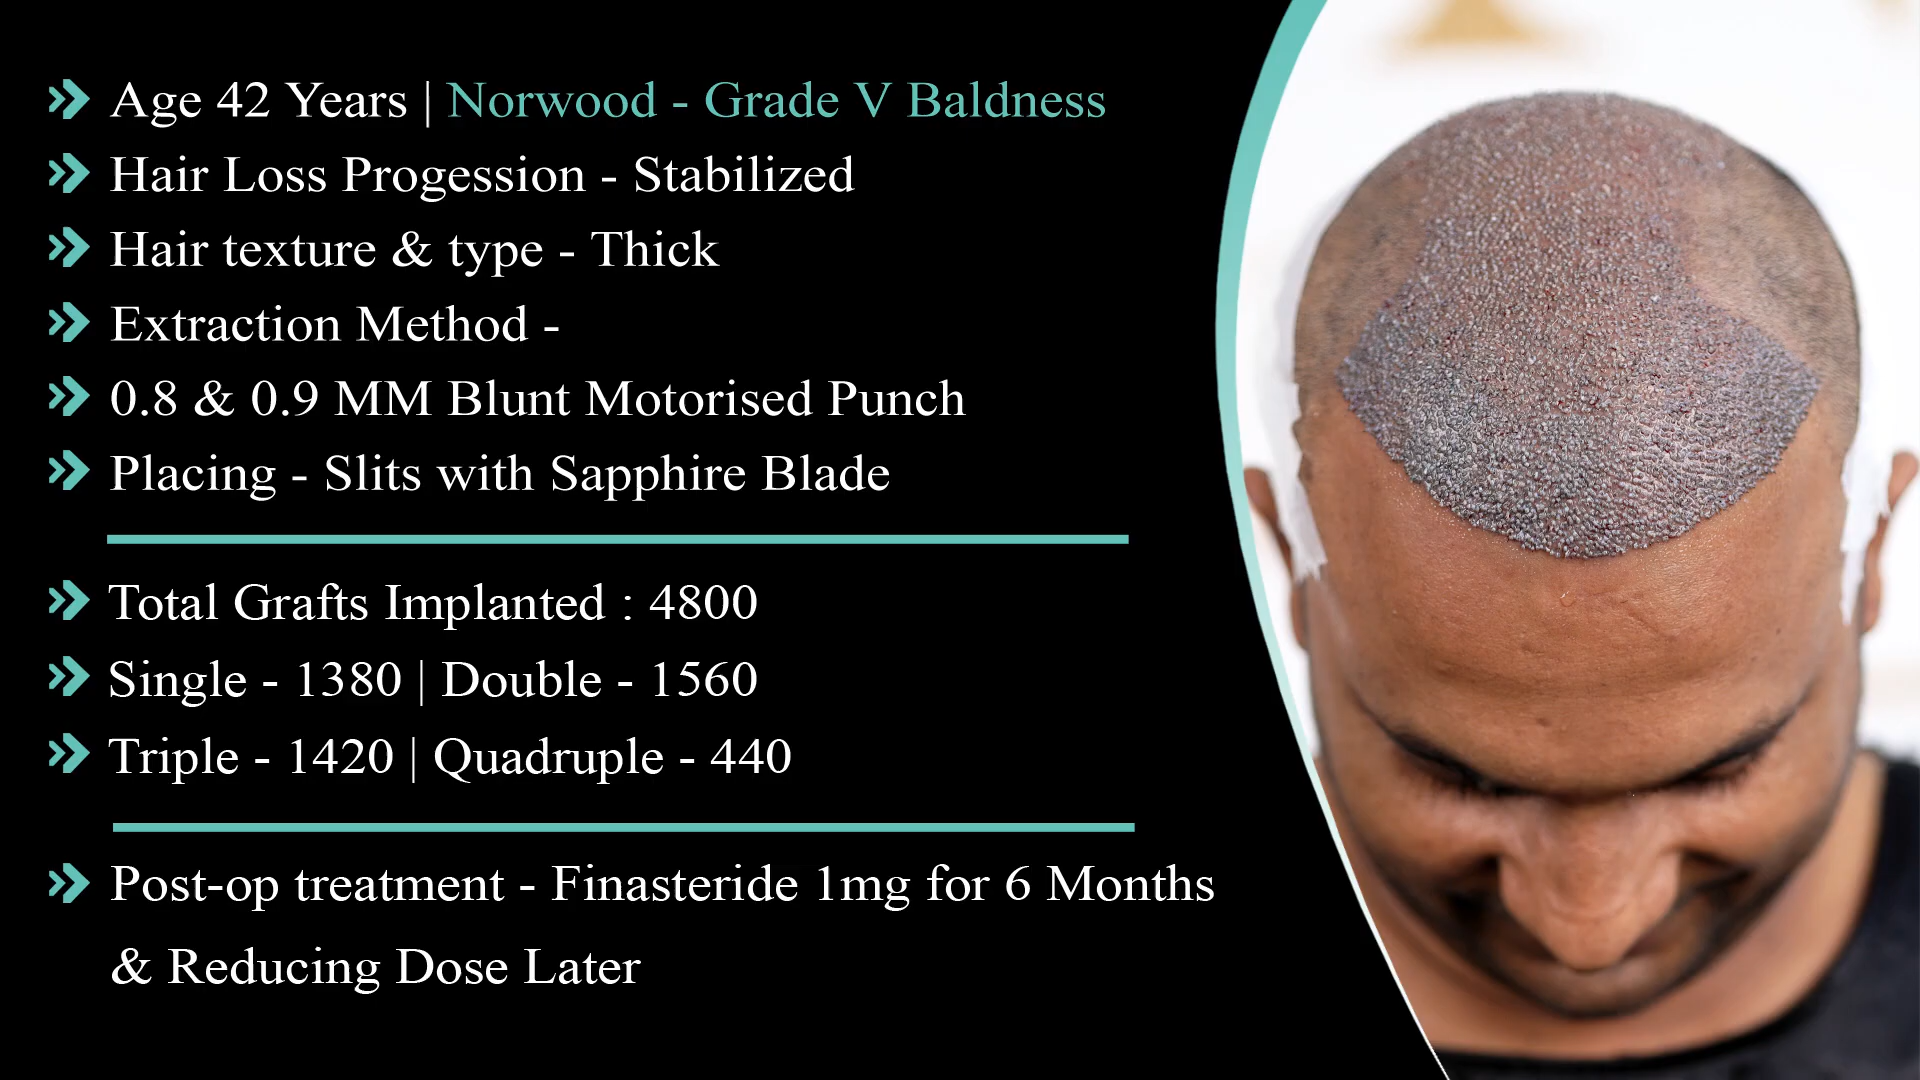 Age 42 Years | Norwood - Grade V Baldness
Hair Loss Progession - Stabilized
Hair texture & type - Thick
Extraction Method -
0.8 & 0.9 MM Blunt Motorised Punch
Placing - Slits with Sapphire Blade
Total Grafts Implanted : 4800
Single - 1380 | Double - 1560
Triple - 1420 | Quadruple - 440
Post-op treatment - Finasteride 1mg for 6 Months
& Reducing Dose Later